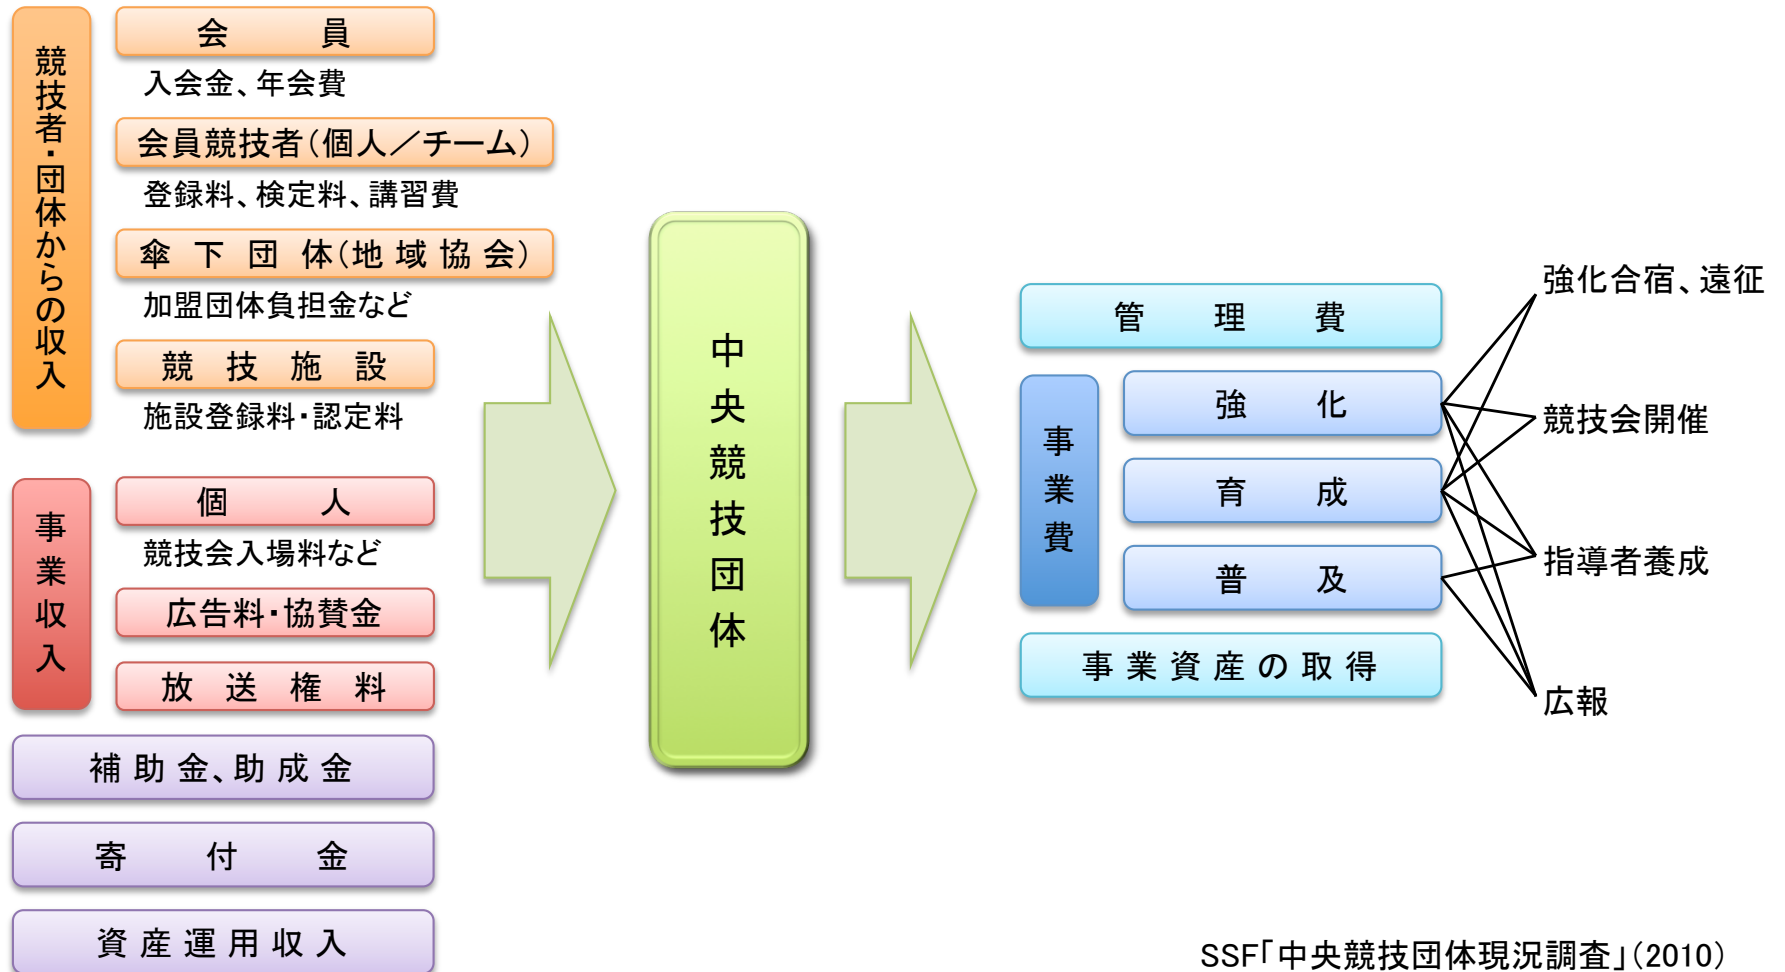 競技者・団体からの収入
会員
入会金、年会費
会員競技者(個人／チーム)
登録料、検定料、講習費
傘下団体(地域協会)
加盟団体負担金など
競技施設
施設登録料・認定料
事業収入
個人
競技会入場料など
広告料・協賛金
放送権料
補助金、助成金
寄付金
資産運用収入
中央競技団体
管理費
事業費
強化
育成
普及
事業資産の取得
強化合宿、遠征
競技会開催
指導者養成
広報
SSF「中央競技団体現況調査」(2010)